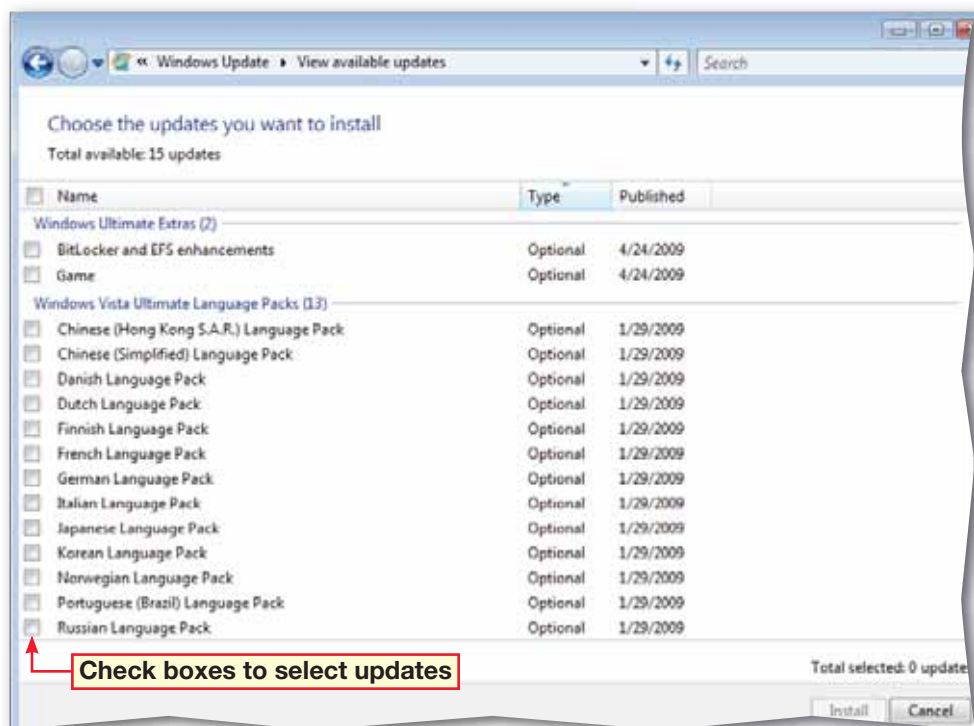 « Windows Update ▸ View available updates
Search
Choose the updates you want to install
Total available: 15 updates
Name Type Published
Windows Ultimate Extras (2)
BitLocker and EFS enhancements Optional 4/24/2009
Game Optional 4/24/2009
Windows Vista Ultimate Language Packs (13)
Chinese (Hong Kong S.A.R.) Language Pack Optional 1/29/2009
Chinese (Simplified) Language Pack Optional 1/29/2009
Danish Language Pack Optional 1/29/2009
Dutch Language Pack Optional 1/29/2009
Finnish Language Pack Optional 1/29/2009
French Language Pack Optional 1/29/2009
German Language Pack Optional 1/29/2009
Italian Language Pack Optional 1/29/2009
Japanese Language Pack Optional 1/29/2009
Korean Language Pack Optional 1/29/2009
Norwegian Language Pack Optional 1/29/2009
Portuguese (Brazil) Language Pack Optional 1/29/2009
Russian Language Pack Optional 1/29/2009
Check boxes to select updates
Total selected: 0 update
Install Cancel